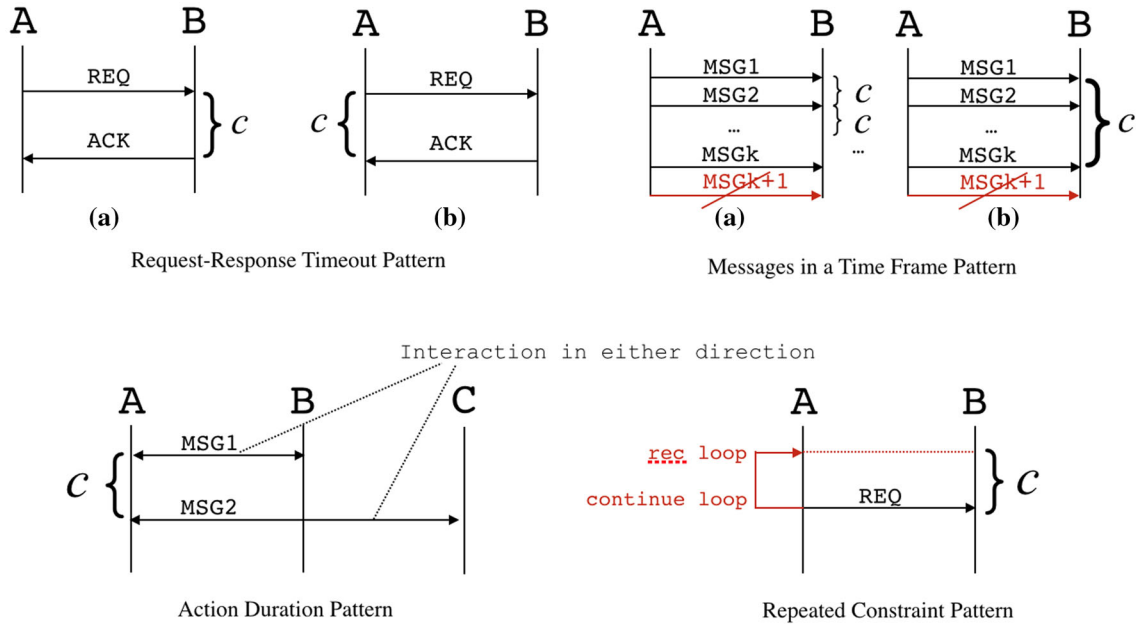 A B A B A B A B
REQ REQ MSG1 MSG1
c c MSG2 c c MSG2 c
... ...
ACK ACK MSGk ... MSGk
MSGk+1 MSGk+1
(a) (b) (a) (b)
Request-Response Timeout Pattern
Messages in a Time Frame Pattern
Interaction in either direction
A B C A B
MSG1 rec loop
c c
MSG2 continue loop REQ
Action Duration Pattern
Repeated Constraint Pattern